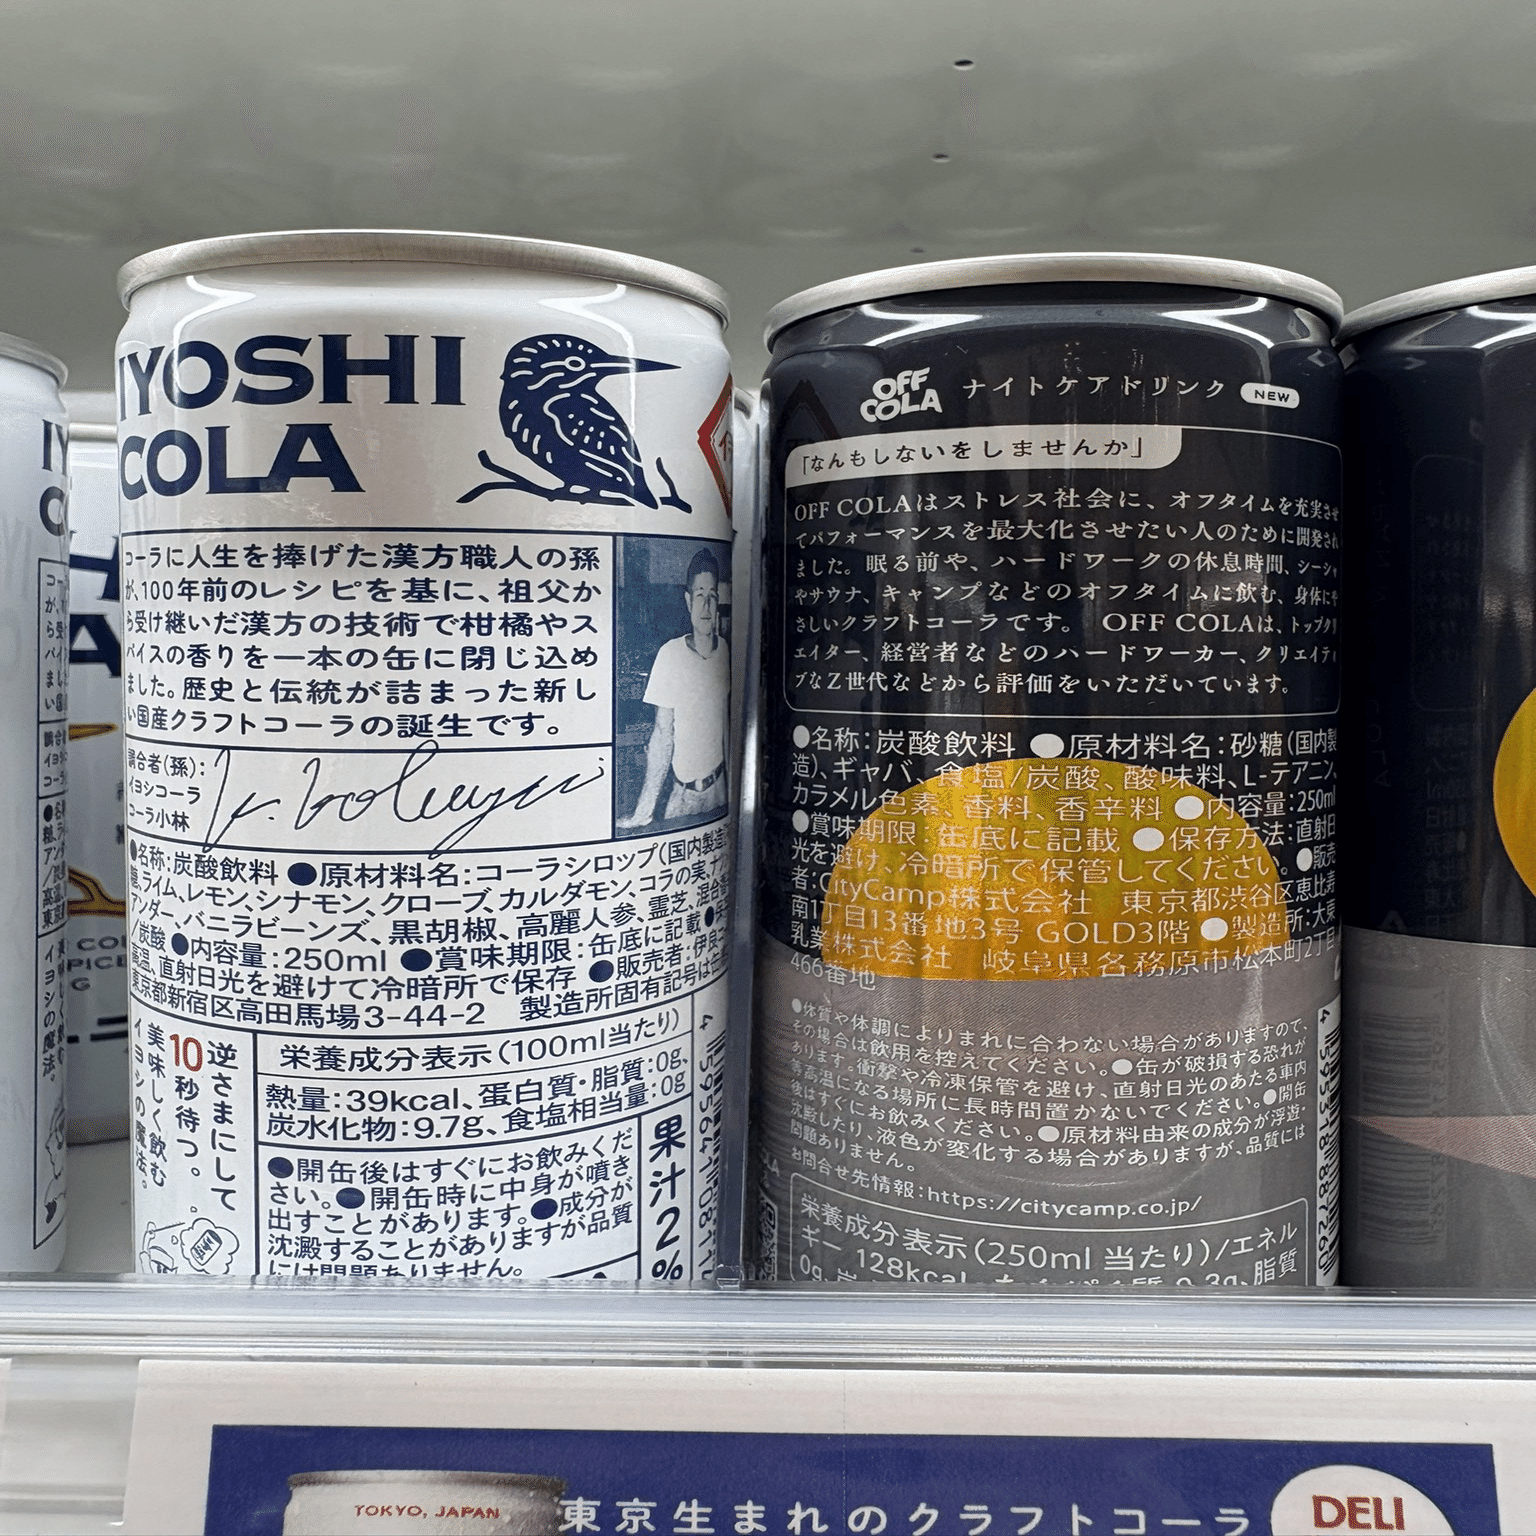 IYOSHI
COLA
コーラに人生を捧げた漢方職人の孫
が、100年前のレシピを基に、祖父か
ら受け継いだ漢方の技術で柑橘やス
パイスの香りを一本の缶に閉じ込め
ました。歴史と伝統が詰まった新し
い国産クラフトコーラの誕生です。
調合者(孫):
イヨシコーラ
コーラ小林
●名称:炭酸飲料 ●原材料名:コーラシロップ(国内製造
ライム、レモン、シナモン、クローブ、カルダモン、コラの実、ナツ
アンダー、バニラビーンズ、黒胡椒、高麗人参、霊芝、混合
/炭酸 ●内容量:250ml ●賞味期限:缶底に記載 ●保
高温、直射日光を避けて冷暗所で保存 ●販売者:伊良
東京都新宿区高田馬場3-44-2 製造所固有記号は缶
逆さまにして
10秒待つ。
美味しく飲む
イヨシの魔法。
栄養成分表示(100ml当たり)
熱量:39kcal、蛋白質・脂質:0g、
炭水化物:9.7g、食塩相当量:0g
●開缶後はすぐにお飲みくだ
さい。●開缶時に中身が噴き
出すことがあります。●成分が
沈澱することがありますが品質
には問題ありません。
果汁2%
OFF
COLA
ナイトケアドリンク NEW
「なんもしないをしませんか」
OFF COLAはストレス社会に、オフタイムを充実させ
てパフォーマンスを最大化させたい人のために開発され
ました。眠る前や、ハードワークの休息時間、シーシャ
やサウナ、キャンプなどのオフタイムに飲む、身体にや
さしいクラフトコーラです。 OFF COLAは、トップクリ
エイター、経営者などのハードワーカー、クリエイティ
ブなZ世代などから評価をいただいています。
●名称:炭酸飲料 ●原材料名:砂糖(国内製
造)、ギャバ、食塩/炭酸、酸味料、L-テアニン、
カラメル色素、香料、香辛料 ●内容量:250ml
●賞味期限:缶底に記載 ●保存方法:直射日
光を避け、冷暗所で保管してください。●販売
者:CityCamp株式会社 東京都渋谷区恵比寿
南1丁目13番地3号 GOLD3階 ●製造所:大東
乳業株式会社 岐阜県各務原市松本町2丁目
466番地
●体質や体調によりまれに合わない場合がありますので、
その場合は飲用を控えてください。●缶が破損する恐れが
あります。衝撃や冷凍保管を避け、直射日光のあたる車内
等高温になる場所に長時間置かないでください。●開缶
後はすぐにお飲みください。●原材料由来の成分が浮遊・
沈澱したり、液色が変化する場合がありますが、品質には
問題ありません。
お問合せ先情報:https://citycamp.co.jp/
栄養成分表示(250ml 当たり)/エネル
ギー 128kcal、たんぱく質 0.3g、脂質
0g、
TOKYO, JAPAN
東京生まれのクラフトコーラ
DELI